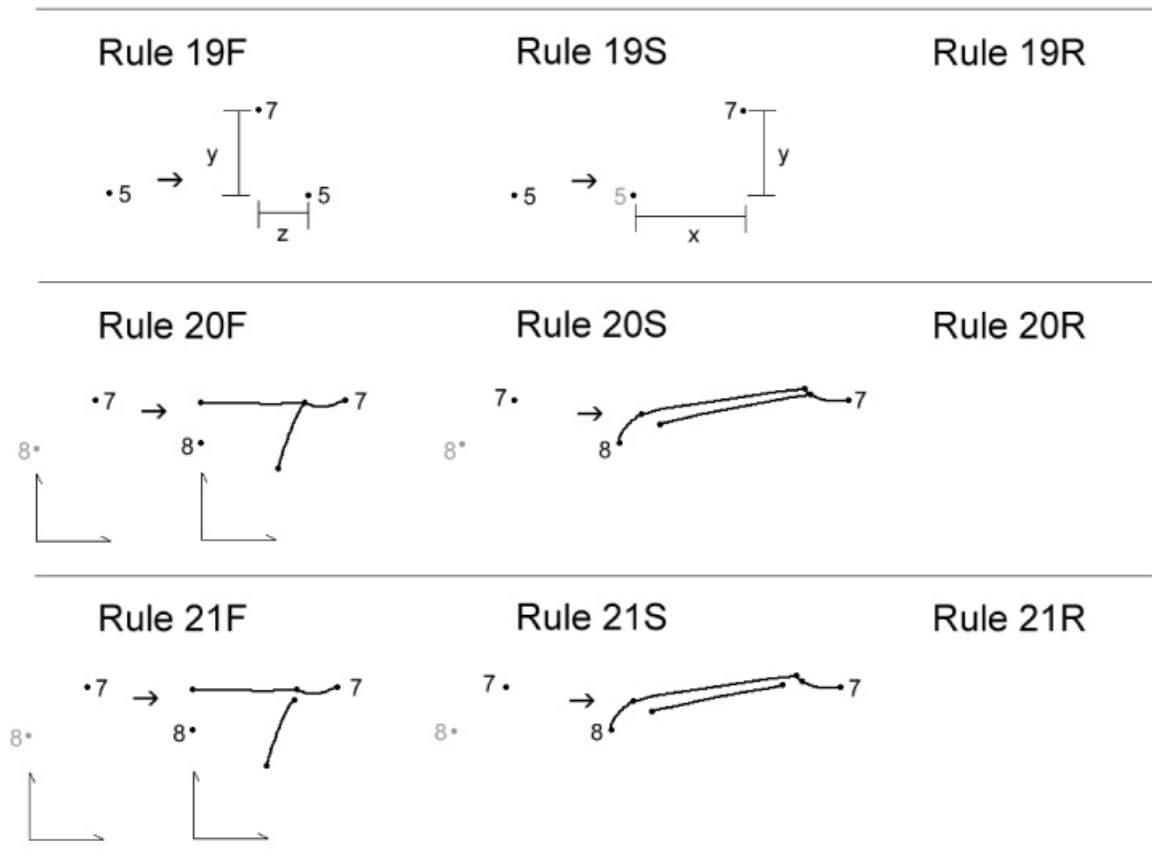 Rule 19F Rule 19S Rule 19R
7 7
y y
5 → 5 5 → 5
z x
Rule 20F Rule 20S Rule 20R
7 → 7 7 → 7
8 8 8 8
Rule 21F Rule 21S Rule 21R
7 → 7 7 → 7
8 8 8 8